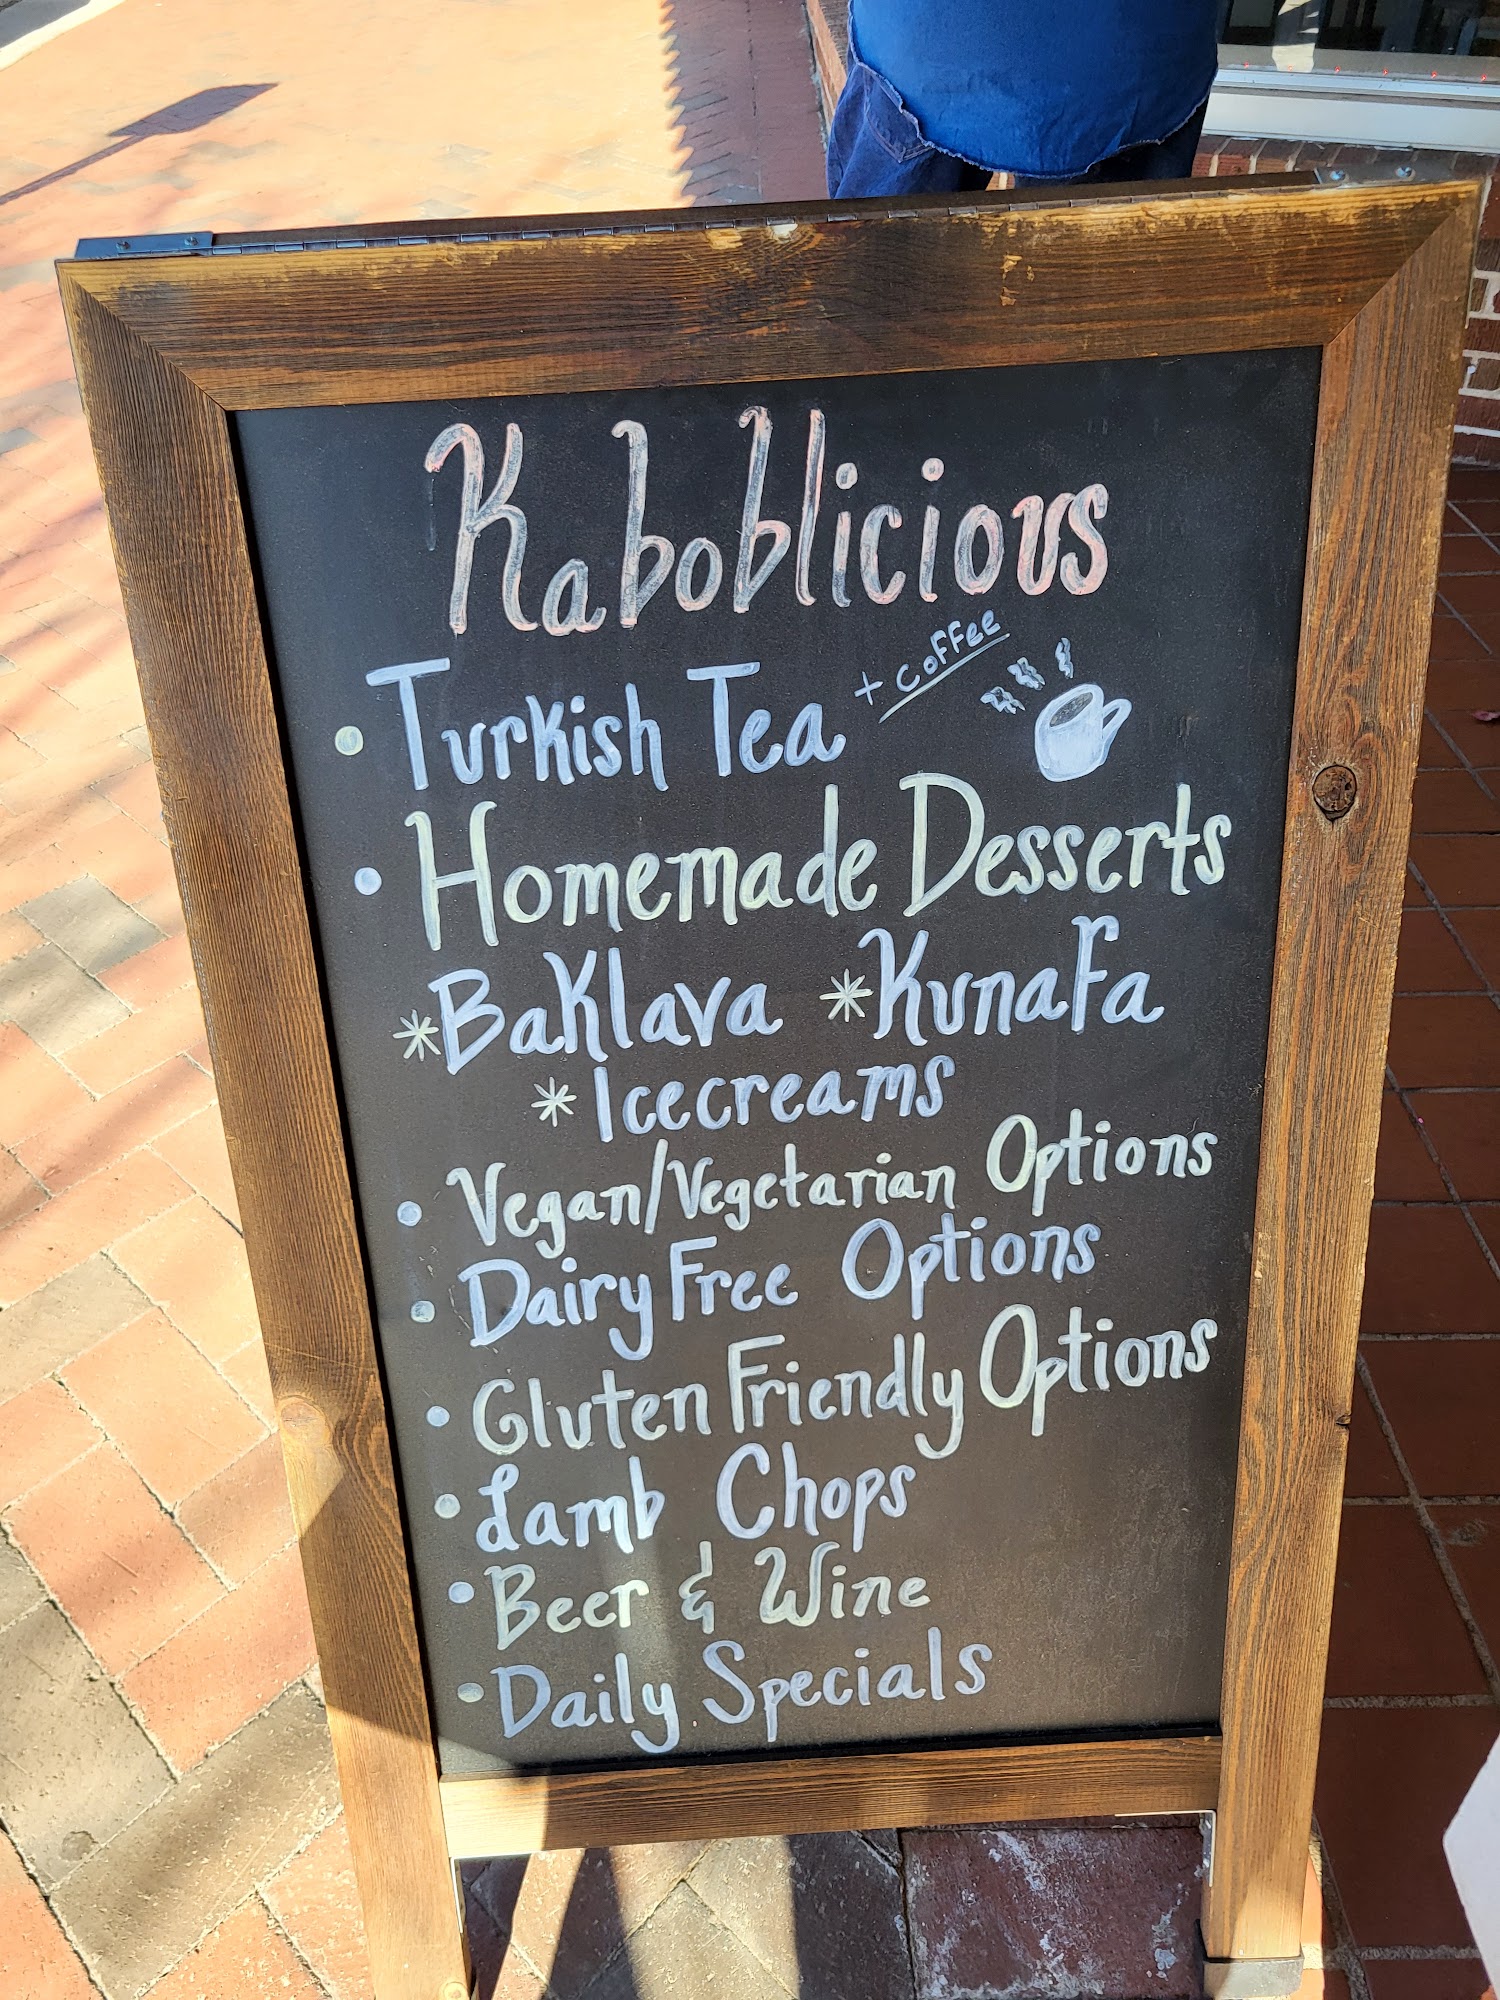 Kaboblicious
• Turkish Tea + coffee
• Homemade Desserts
*Baklava *Kunafa
*Icecreams
• Vegan/Vegetarian Options
• Dairy Free Options
• Gluten Friendly Options
• Lamb Chops
• Beer & Wine
• Daily Specials